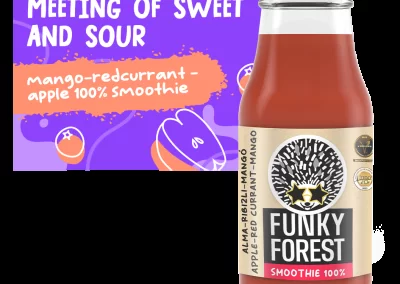 MEETING OF SWEET
AND SOUR
mango-redcurrant-
apple 100% smoothie
ALMA-RIBIZLI-MANGÓ
APPLE-RED CURRANT-MANGO
FUNKY
FOREST
SMOOTHIE 100%